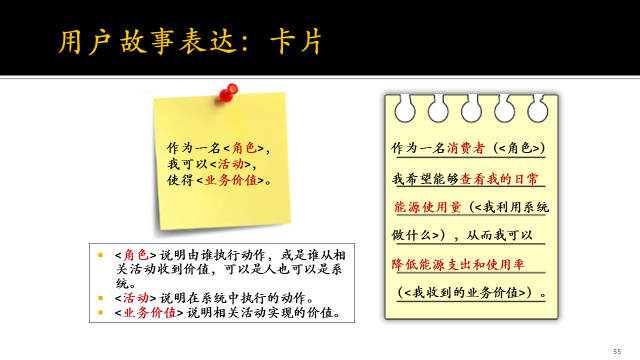 用户故事表达：卡片
作为一名<角色>，
我可以<活动>，
使得<业务价值>。
<角色>说明由谁执行动作，或是谁从相
关活动收到价值，可以是人也可以是系
统。
<活动>说明在系统中执行的动作。
<业务价值>说明相关活动实现的价值。
作为一名消费者（<角色>）
我希望能够查看我的日常
能源使用量（<我利用系统
做什么>），从而我可以
降低能源支出和使用率
（<我收到的业务价值>）。
55